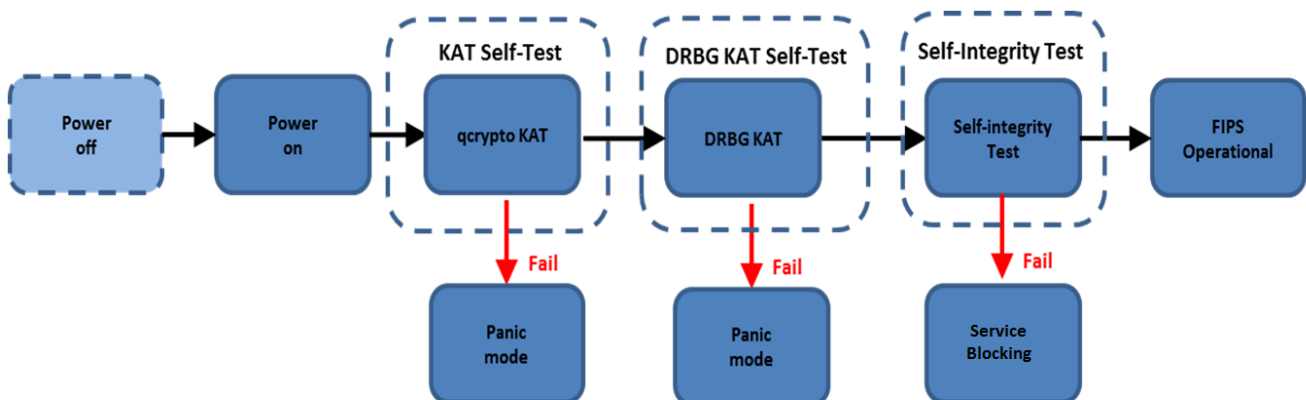 KAT Self-Test
DRBG KAT Self-Test
Self-Integrity Test
Power
off
Power
on
qcrypto KAT
DRBG KAT
Self-integrity
Test
FIPS
Operational
Fail
Fail
Fail
Panic
mode
Panic
mode
Service
Blocking